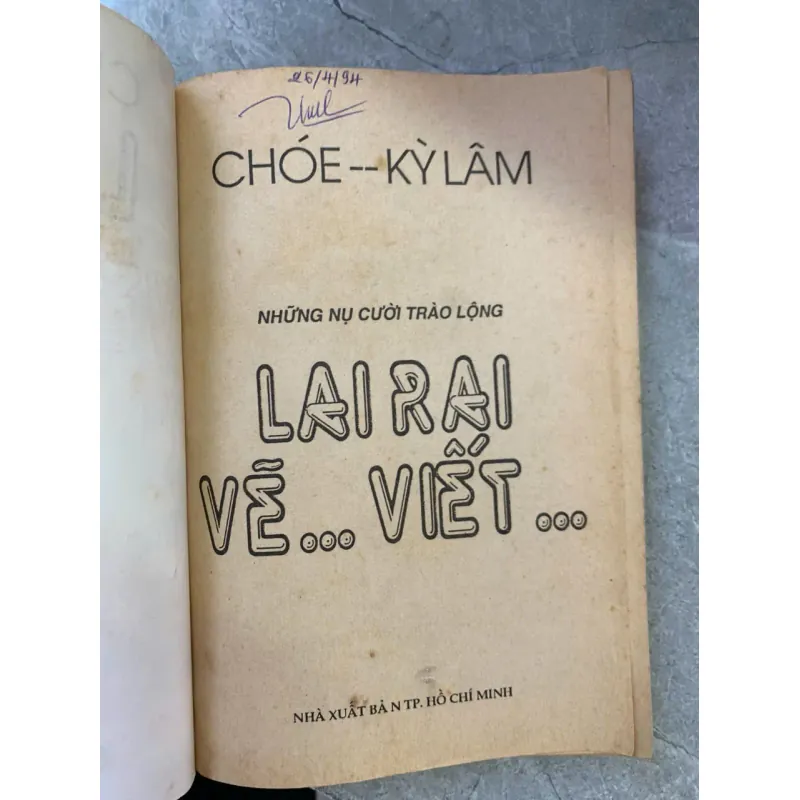 26/4/94
CHÓE -- KỲ LÂM
NHỮNG NỤ CƯỜI TRÀO LỘNG
LAI RAI
VẼ ... VIẾT ...
NHÀ XUẤT BẢN TP. HỒ CHÍ MINH